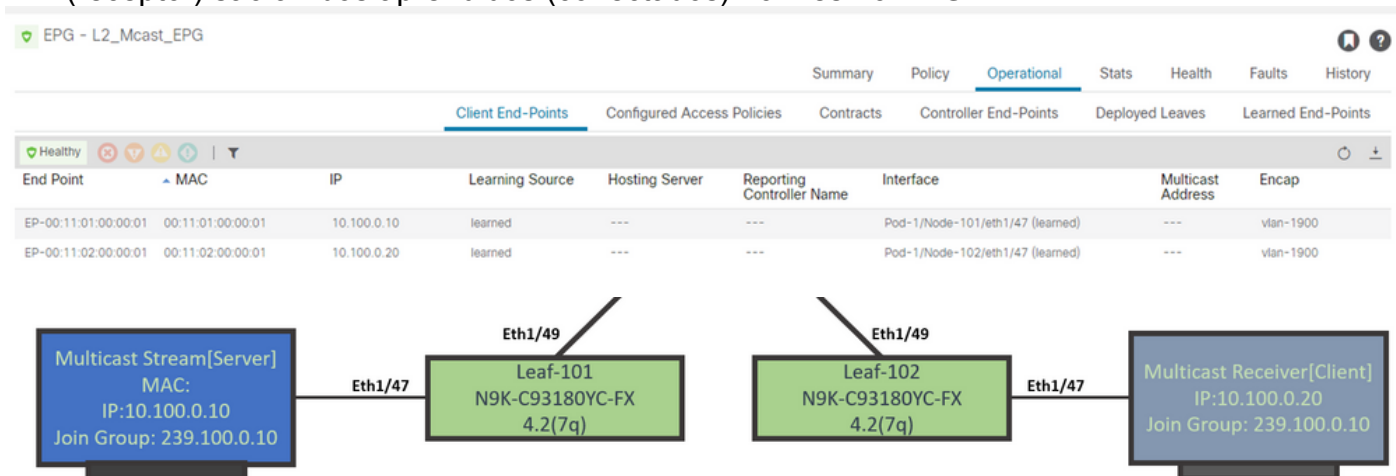 EPG - L2_Mcast_EPG
Summary Policy Operational Stats Health Faults History
Client End-Points Configured Access Policies Contracts Controller End-Points Deployed Leaves Learned End-Points
Healthy
End Point MAC IP Learning Source Hosting Server Reporting Controller Name Interface Multicast Address Encap
EP-00:11:01:00:00:01 00:11:01:00:00:01 10.100.0.10 learned --- --- Pod-1/Node-101/eth1/47 (learned) --- vlan-1900
EP-00:11:02:00:00:01 00:11:02:00:00:01 10.100.0.20 learned --- --- Pod-1/Node-102/eth1/47 (learned) --- vlan-1900
Eth1/49
Eth1/49
Multicast Stream[Server]
MAC:
IP:10.100.0.10
Join Group: 239.100.0.10
Eth1/47
Leaf-101
N9K-C93180YC-FX
4.2(7q)
Leaf-102
N9K-C93180YC-FX
4.2(7q)
Eth1/47
Multicast Receiver[Client]
IP:10.100.0.20
Join Group: 239.100.0.10